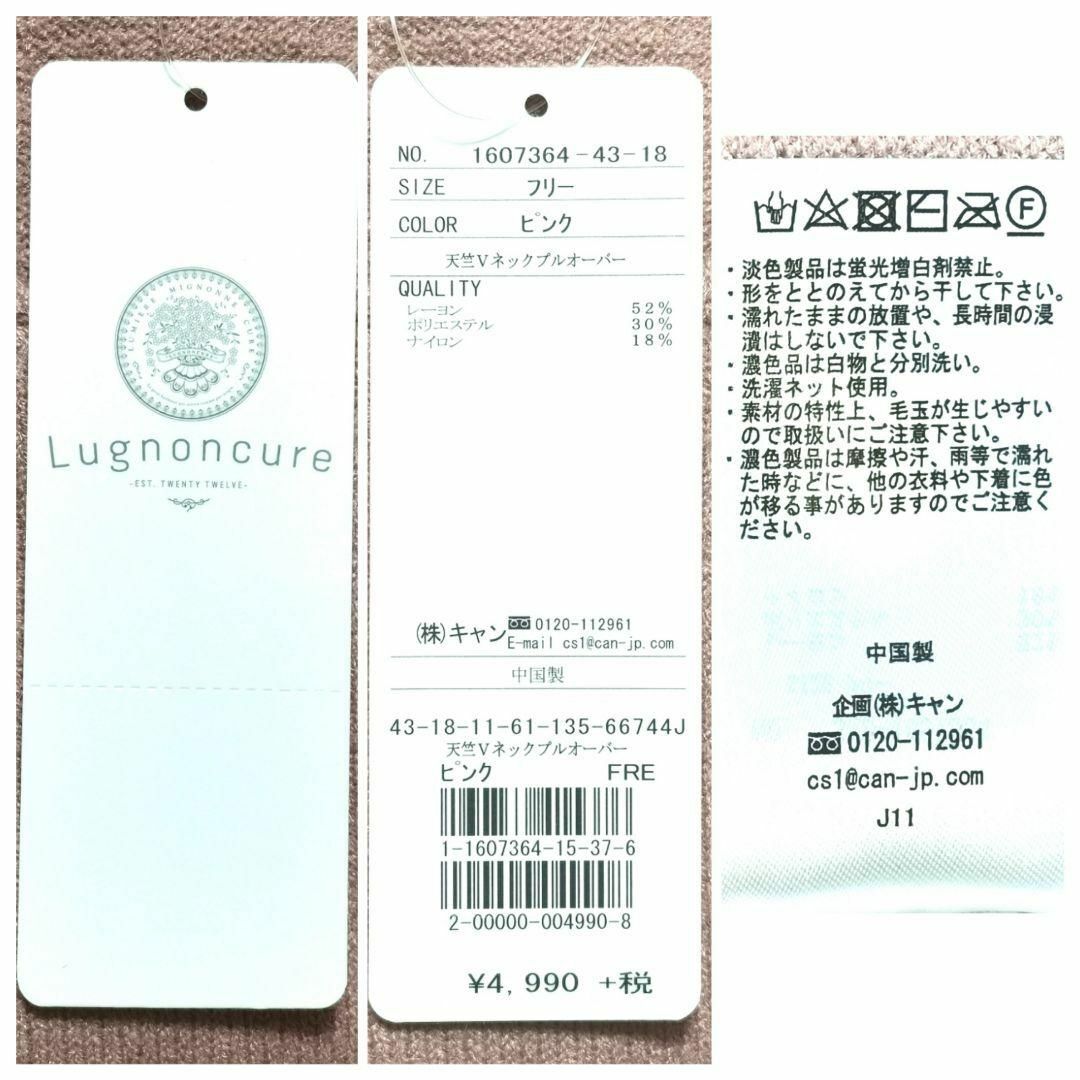 LUMIERE MIGNONNE CURE
Lugnoncure
-EST. TWENTY TWELVE-
NO. 1607364-43-18
SIZE フリー
COLOR ピンク
天竺Vネックプルオーバー
QUALITY
レーヨン 52%
ポリエステル 30%
ナイロン 18%
(株)キャン 0120-112961
E-mail cs1@can-jp.com
中国製
43-18-11-61-135-66744J
天竺Vネックプルオーバー
ピンク FRE
1-1607364-15-37-6
2-00000-004990-8
¥4,990 +税
F
・淡色製品は蛍光増白剤禁止。
・形をととのえてから干して下さい。
・濡れたままの放置や、長時間の浸
漬はしないで下さい。
・濃色品は白物と分別洗い。
・洗濯ネット使用。
・素材の特性上、毛玉が生じやすい
ので取扱いにご注意下さい。
・濃色製品は摩擦や汗、雨等で濡れ
た時などに、他の衣料や下着に色
が移る事がありますのでご注意く
ださい。
中国製
企画(株)キャン
0120-112961
cs1@can-jp.com
J11